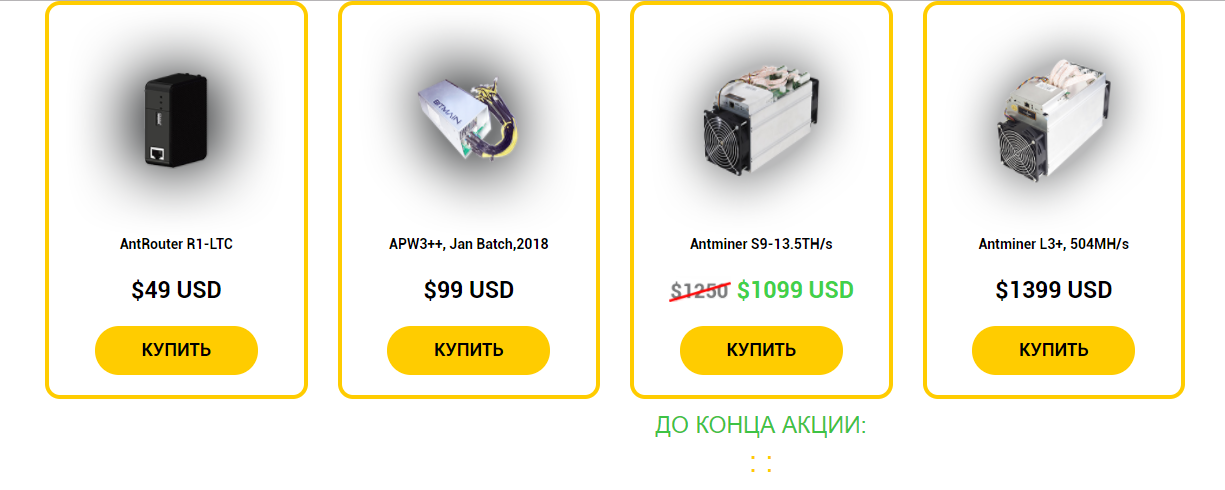 BITMAIN
AntRouter R1-LTC
$49 USD
КУПИТЬ
APW3++, Jan Batch,2018
$99 USD
КУПИТЬ
Antminer S9-13.5TH/s
$1250 $1099 USD
КУПИТЬ
Antminer L3+, 504MH/s
$1399 USD
КУПИТЬ
ДО КОНЦА АКЦИИ:
: :